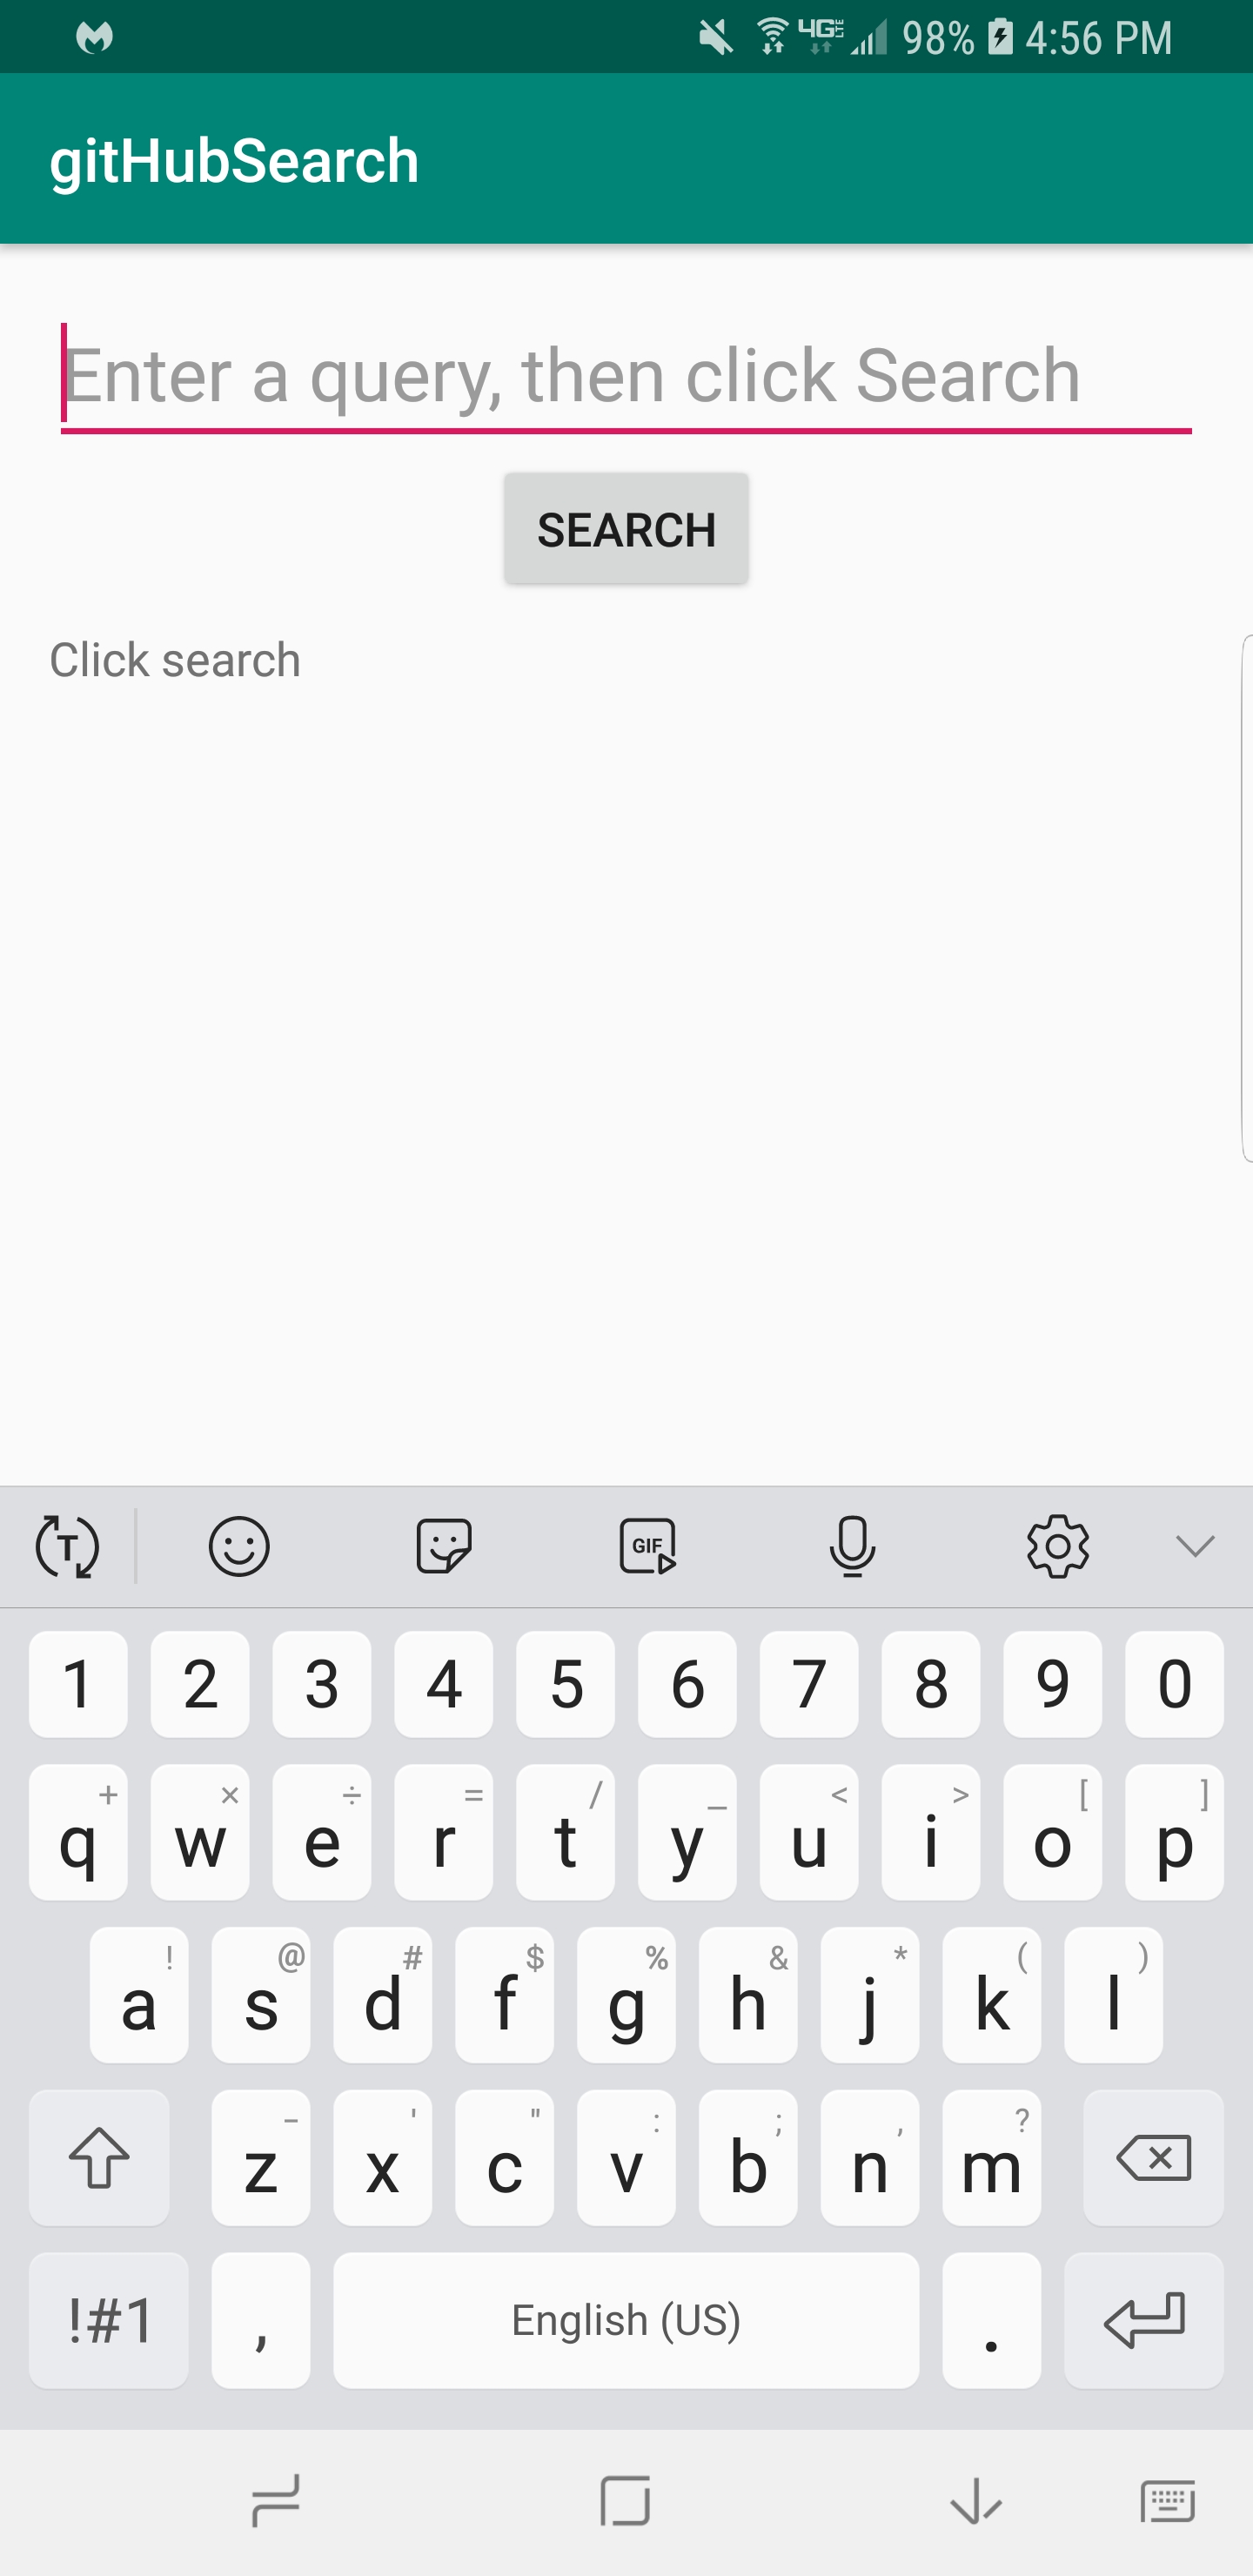 4G LTE 98% 4:56 PM
gitHubSearch
Enter a query, then click Search
SEARCH
Click search
T GIF
1 2 3 4 5 6 7 8 9 0
+ × ÷ = / _ < > [ ]
q w e r t y u i o p
! @ # $ % & * ( )
a s d f g h j k l
- ' " : ; , ?
z x c v b n m
!#1 , English (US) .